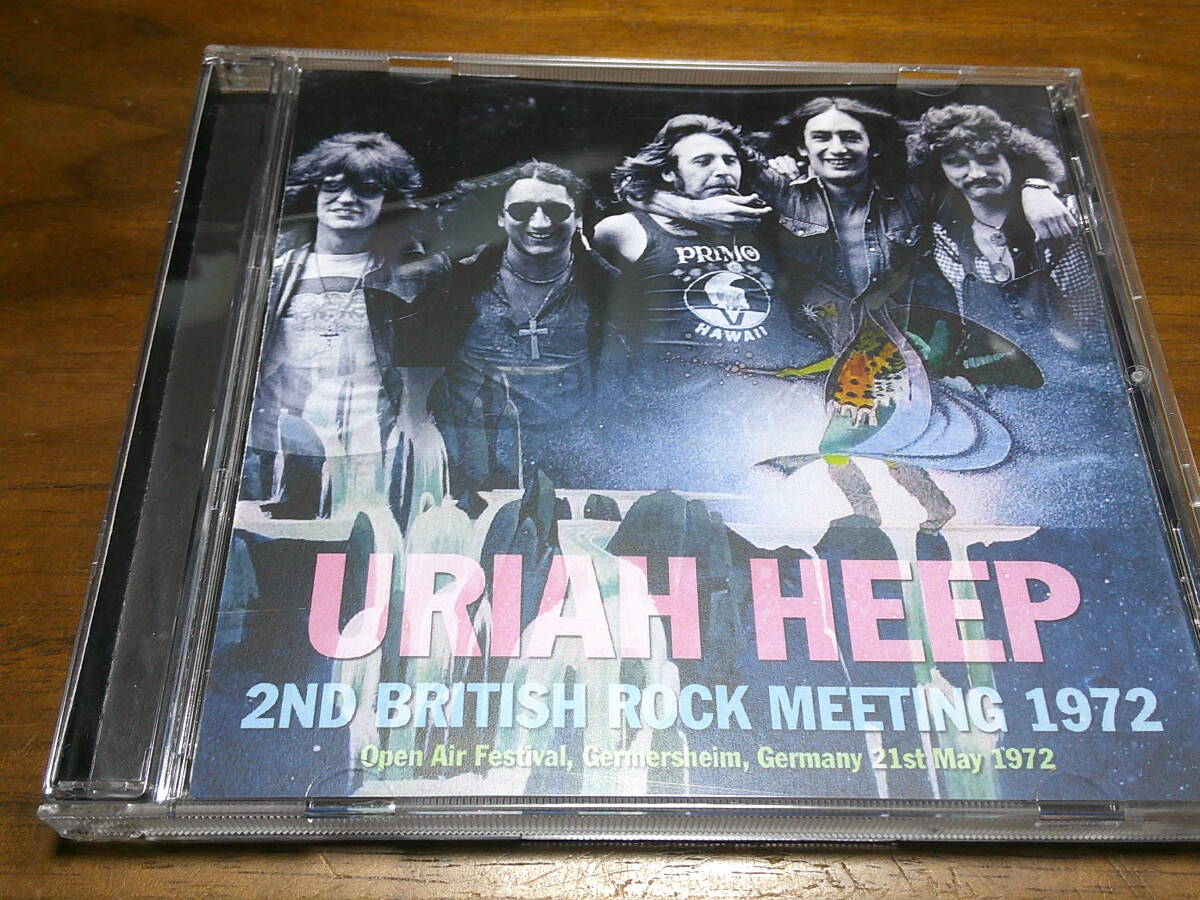 PRIMO
HAWAII
URIAH HEEP
2ND BRITISH ROCK MEETING 1972
Open Air Festival, Germersheim, Germany 21st May 1972